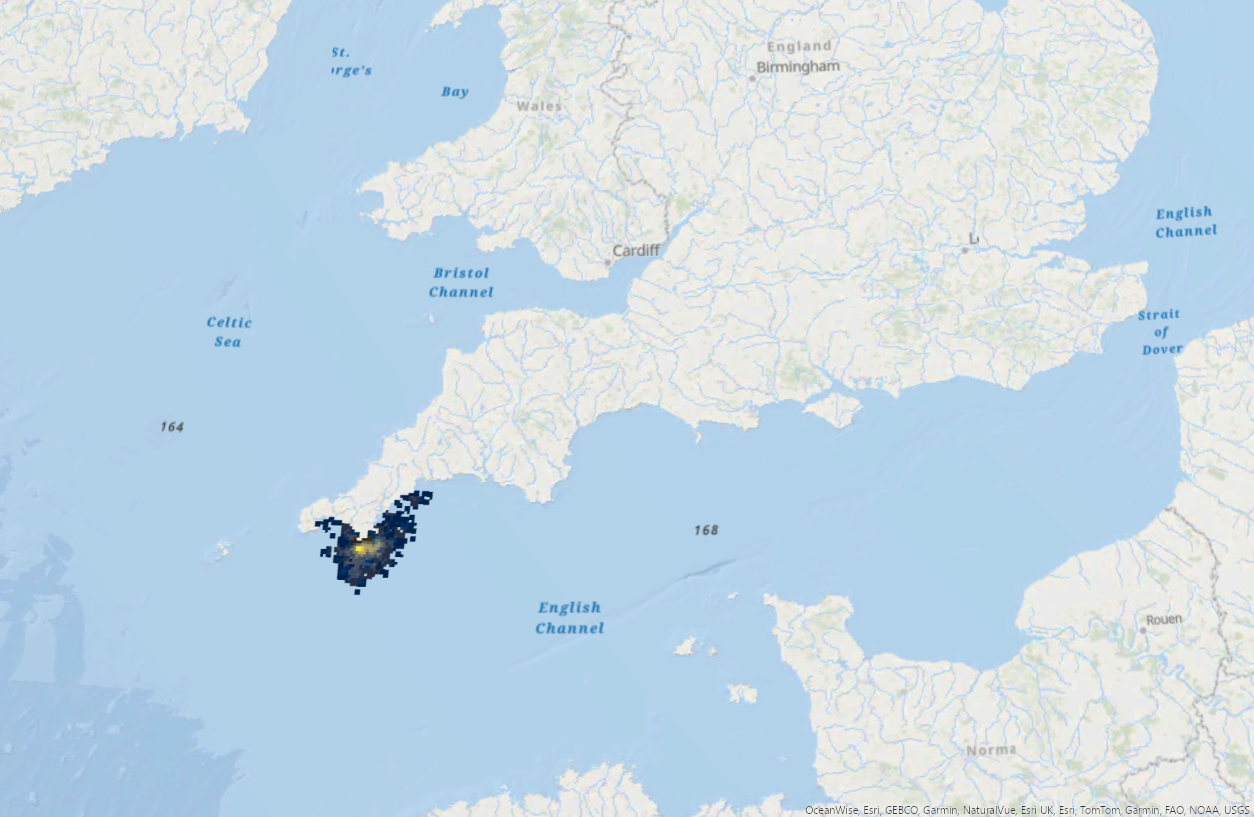 St.
rge's
Bay
England
Birmingham
Wales
English
Channel
L
Cardiff
Bristol
Channel
Celtic
Sea
Strait
of
Dover
164
168
English
Channel
Rouen
Norma
OceanWise, Esri, GEBCO, Garmin, NaturalVue, Esri UK, Esri, TomTom, Garmin, FAO, NOAA, USGS